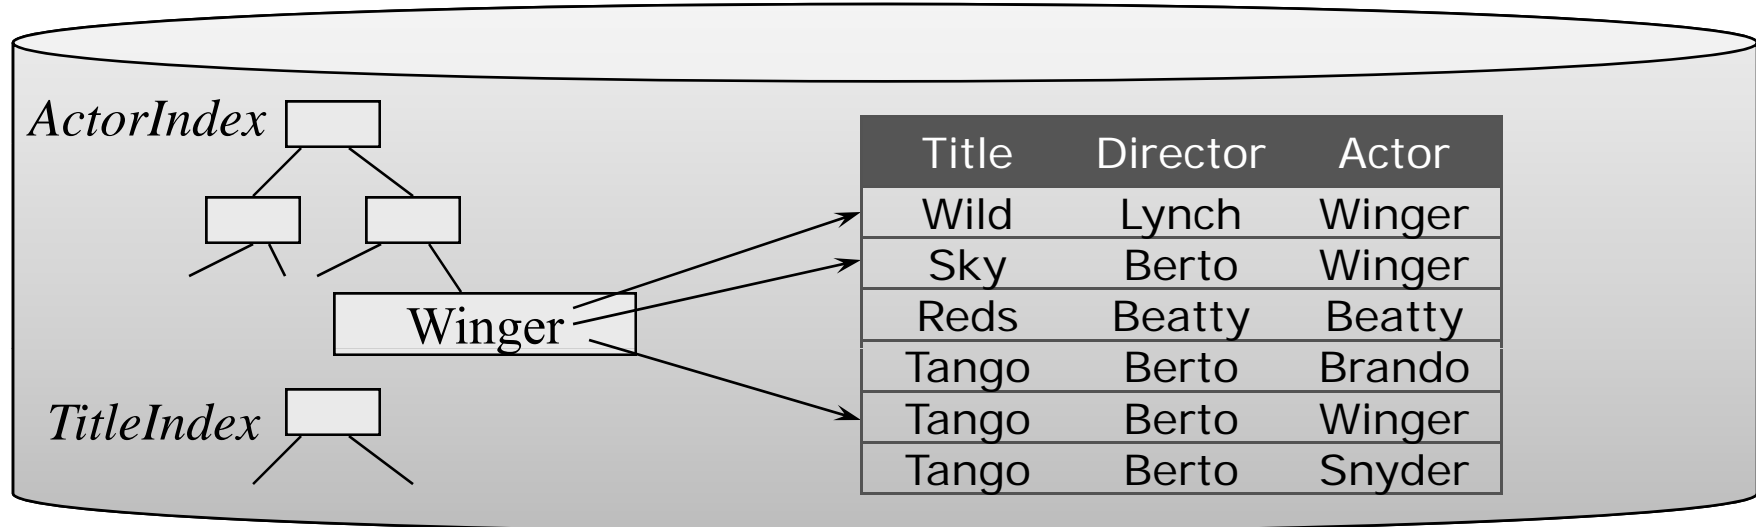 ActorIndex
Winger
TitleIndex
Title Director Actor
Wild Lynch Winger
Sky Berto Winger
Reds Beatty Beatty
Tango Berto Brando
Tango Berto Winger
Tango Berto Snyder